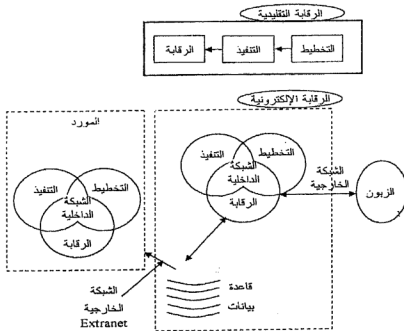 الرقابة التقليدية
التخطيط
التنفيذ
الرقابة
الرقابة الإلكترونية
المورد
التخطيط
التنفيذ
الشبكة
الداخلية
الرقابة
التخطيط
التنفيذ
الشبكة
الداخلية
الرقابة
الشبكة
الخارجية
الزبون
قاعدة
بيانات
الشبكة
الخارجية
Extranet